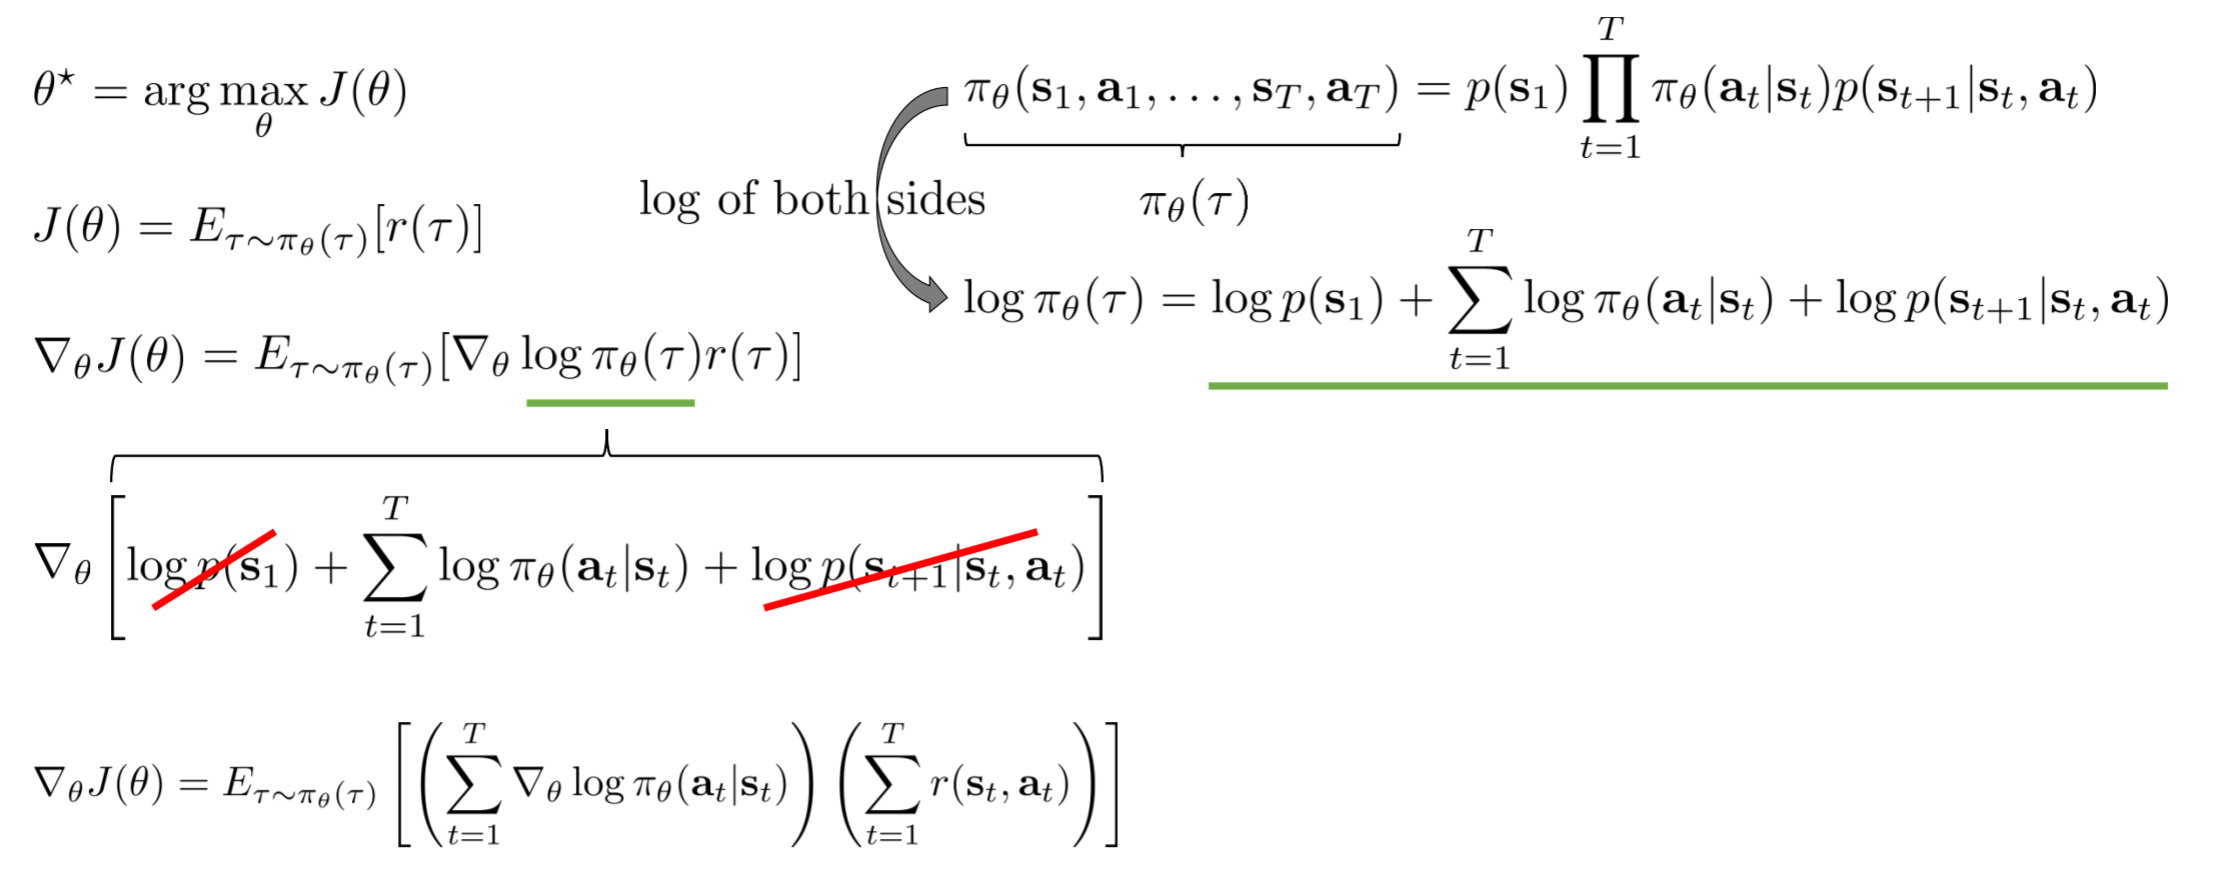 θ⋆ = arg max_θ J(θ)
J(θ) = E_{τ∼π_θ(τ)}[r(τ)]
∇_θ J(θ) = E_{τ∼π_θ(τ)}[∇_θ log π_θ(τ)r(τ)]
π_θ(s_1, a_1, . . . , s_T, a_T) = p(s_1) ∏_{t=1}^{T} π_θ(a_t|s_t)p(s_{t+1}|s_t, a_t)
π_θ(τ)
log of both sides
log π_θ(τ) = log p(s_1) + ∑_{t=1}^{T} log π_θ(a_t|s_t) + log p(s_{t+1}|s_t, a_t)
∇_θ [log p(s_1) + ∑_{t=1}^{T} log π_θ(a_t|s_t) + log p(s_{t+1}|s_t, a_t)]
∇_θ J(θ) = E_{τ∼π_θ(τ)} [(∑_{t=1}^{T} ∇_θ log π_θ(a_t|s_t)) (∑_{t=1}^{T} r(s_t, a_t))]